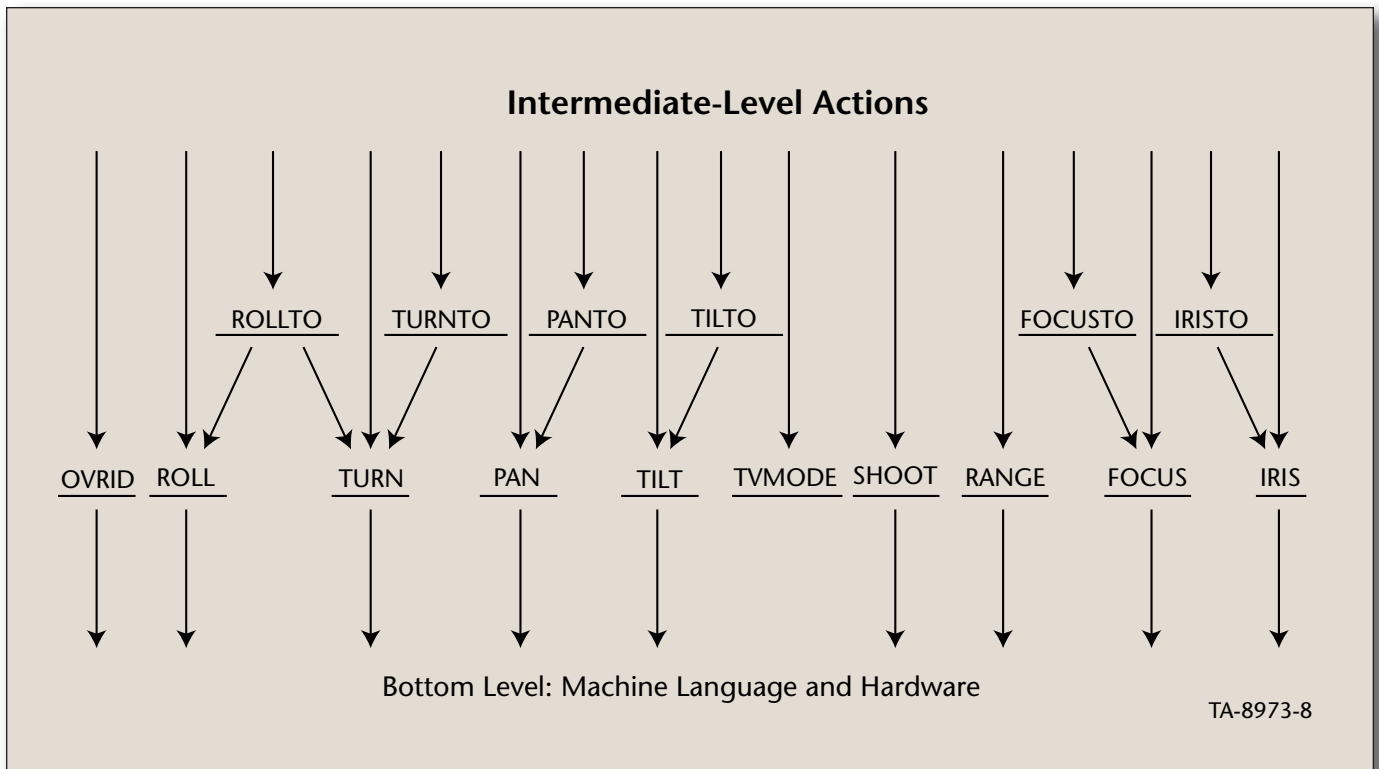 Intermediate-Level Actions
ROLLTO TURNTO PANTO TILTO FOCUSTO IRISTO
OVRID ROLL TURN PAN TILT TVMODE SHOOT RANGE FOCUS IRIS
Bottom Level: Machine Language and Hardware
TA-8973-8